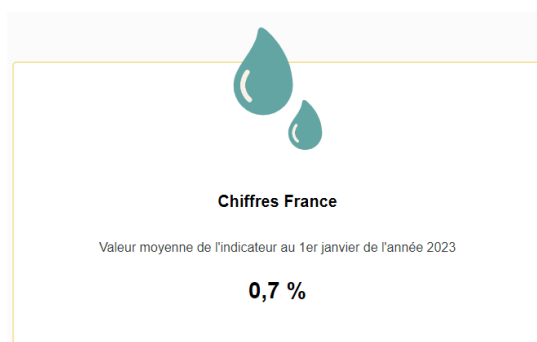 Chiffres France
Valeur moyenne de l'indicateur au 1er janvier de l'année 2023
0,7 %